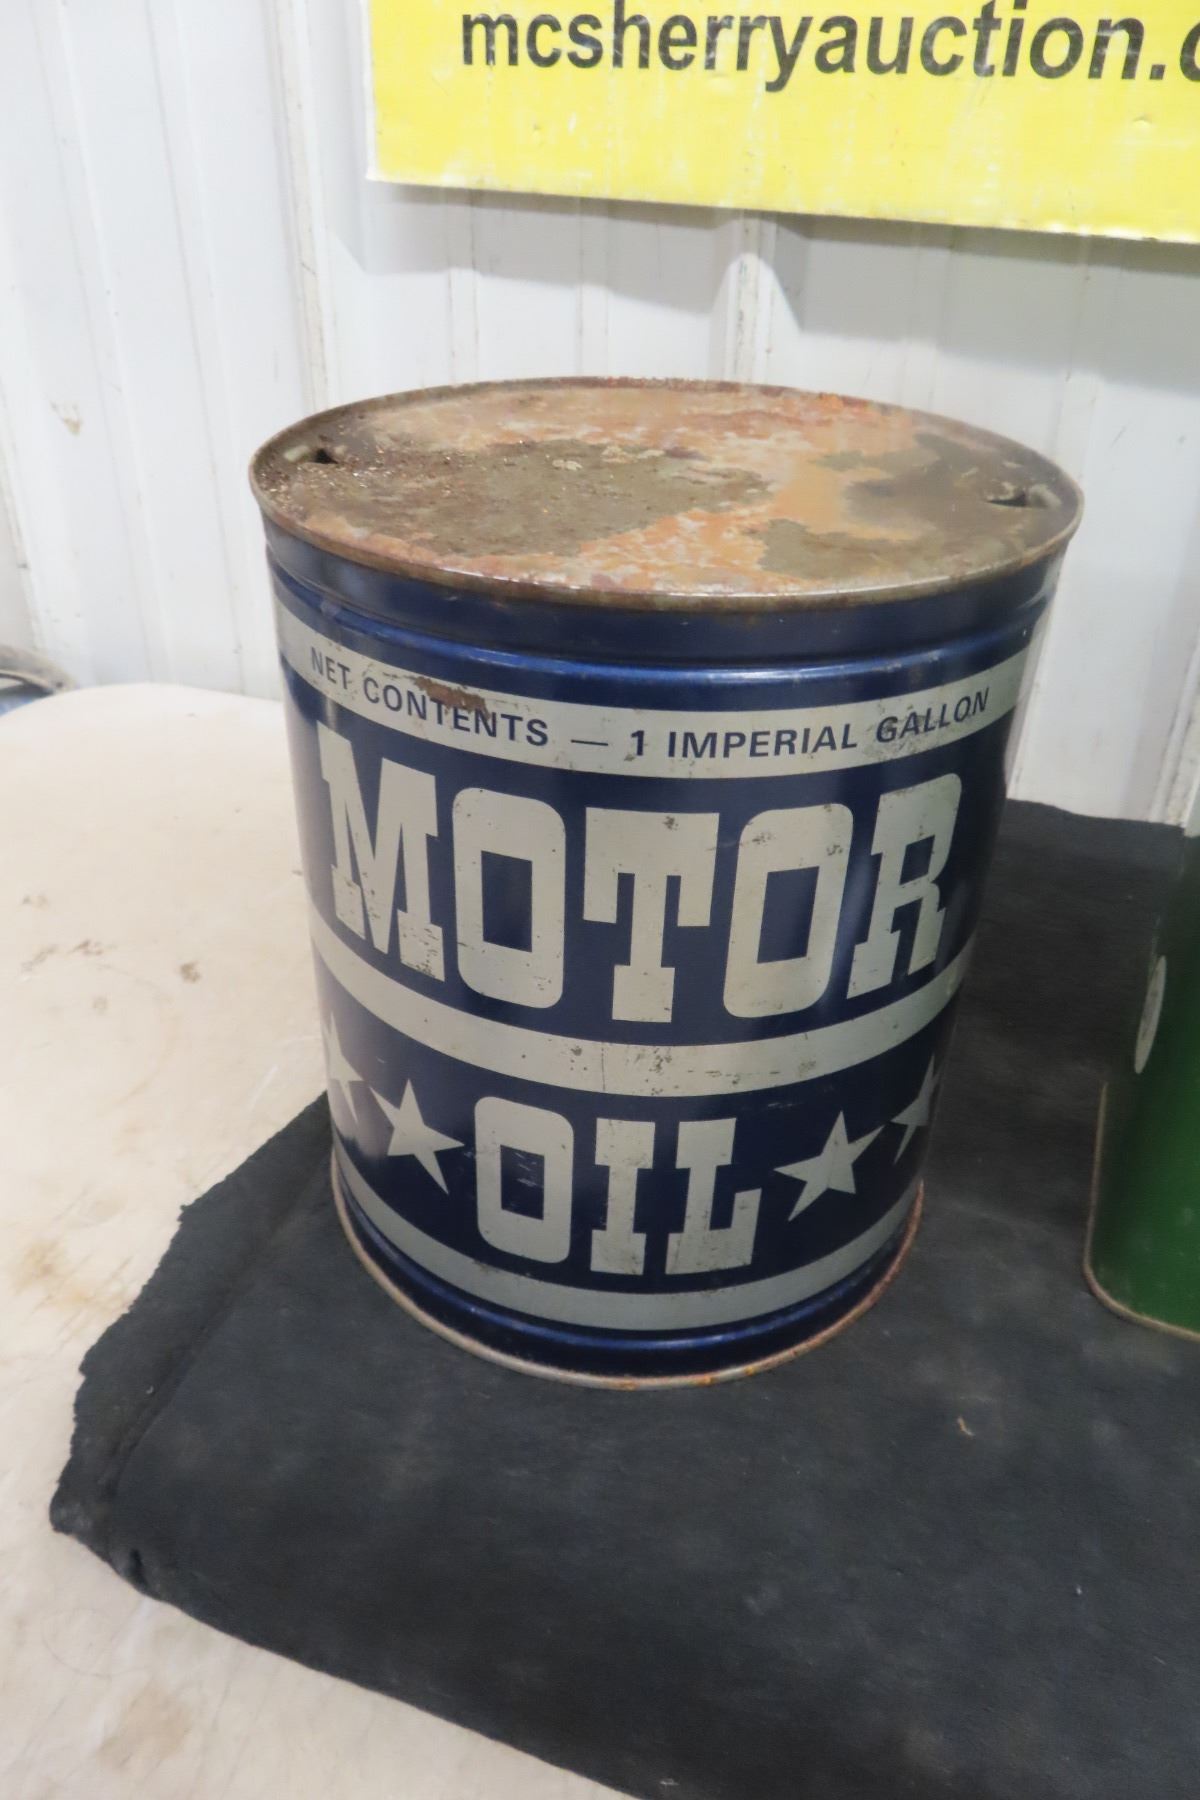 mcsherryauction.c
NET CONTENTS — 1 IMPERIAL GALLON
MOTOR
OIL